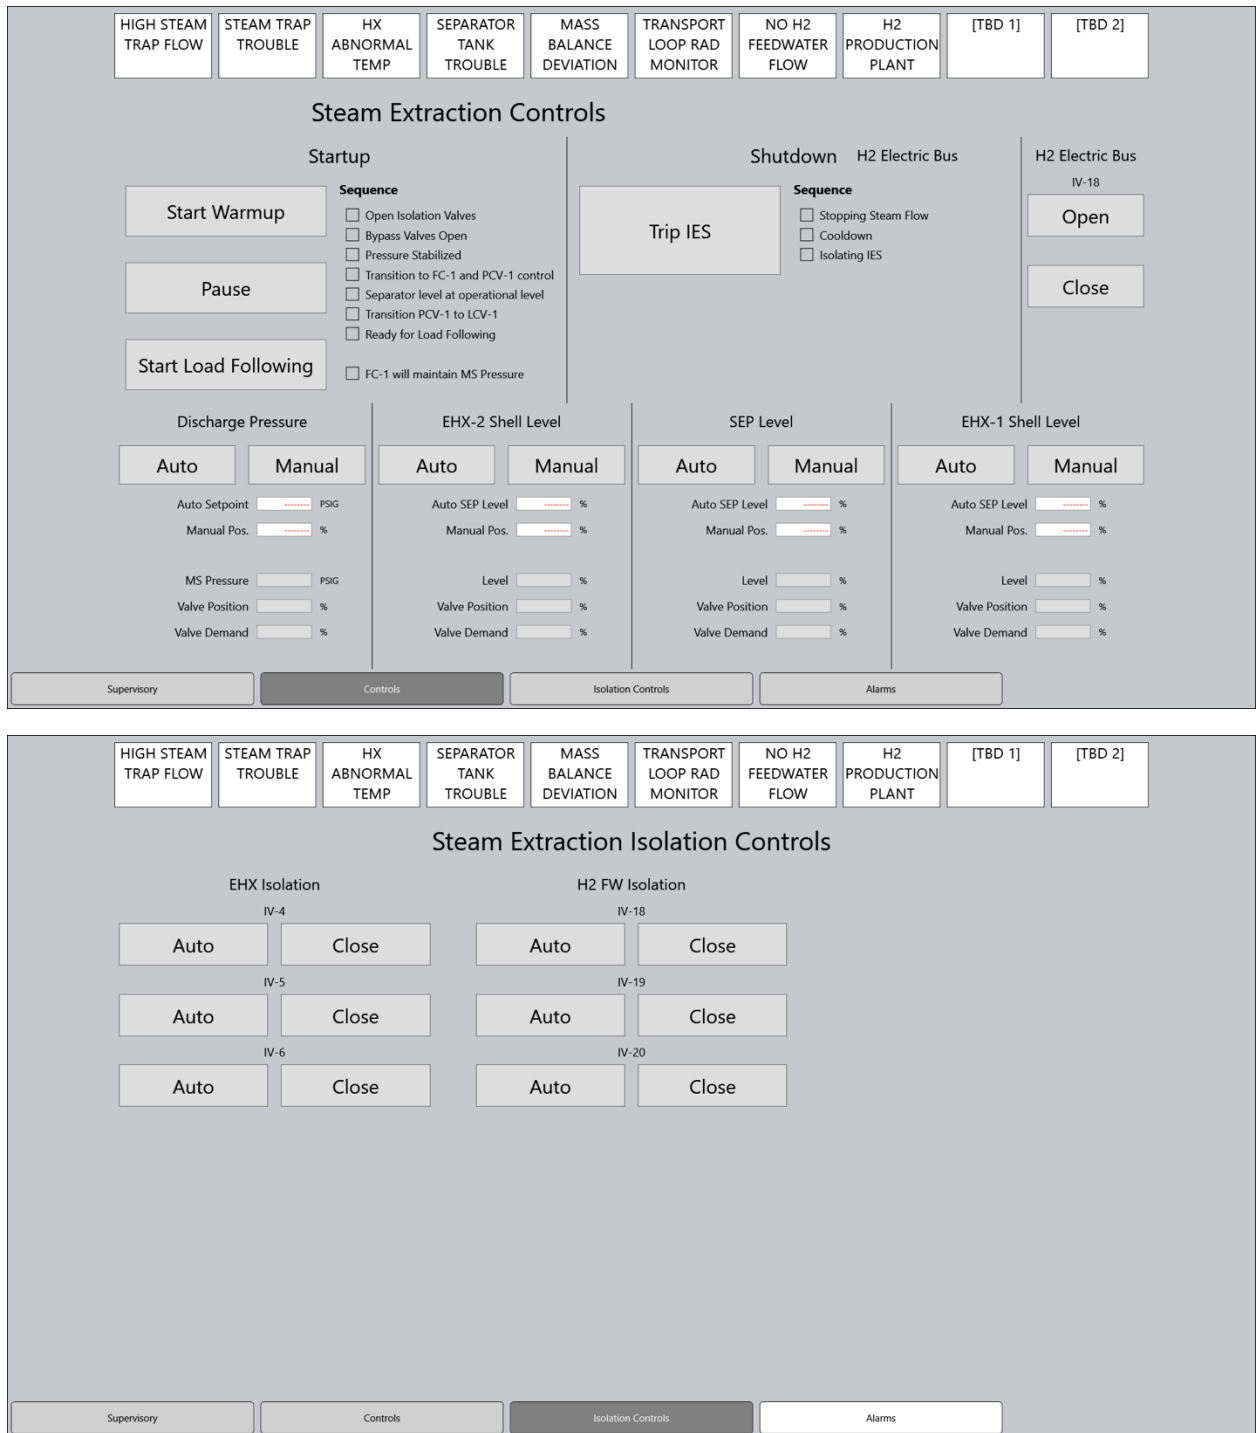 HIGH STEAM TRAP FLOW
STEAM TRAP TROUBLE
HX ABNORMAL TEMP
SEPARATOR TANK TROUBLE
MASS BALANCE DEVIATION
TRANSPORT LOOP RAD MONITOR
NO H2 FEEDWATER FLOW
H2 PRODUCTION PLANT
[TBD 1]
[TBD 2]
Steam Extraction Controls
Startup
Start Warmup
Pause
Start Load Following
Sequence
Open Isolation Valves
Bypass Valves Open
Pressure Stabilized
Transition to FC-1 and PCV-1 control
Separator level at operational level
Transition PCV-1 to LCV-1
Ready for Load Following
FC-1 will maintain MS Pressure
Shutdown H2 Electric Bus
Trip IES
Sequence
Stopping Steam Flow
Cooldown
Isolating IES
H2 Electric Bus
IV-18
Open
Close
Discharge Pressure
Auto Manual
Auto Setpoint -------- PSIG
Manual Pos. -------- %
MS Pressure PSIG
Valve Position %
Valve Demand %
EHX-2 Shell Level
Auto Manual
Auto SEP Level -------- %
Manual Pos. -------- %
Level %
Valve Position %
Valve Demand %
SEP Level
Auto Manual
Auto SEP Level -------- %
Manual Pos. -------- %
Level %
Valve Position %
Valve Demand %
EHX-1 Shell Level
Auto Manual
Auto SEP Level -------- %
Manual Pos. -------- %
Level %
Valve Position %
Valve Demand %
Supervisory Controls Isolation Controls Alarms
HIGH STEAM TRAP FLOW
STEAM TRAP TROUBLE
HX ABNORMAL TEMP
SEPARATOR TANK TROUBLE
MASS BALANCE DEVIATION
TRANSPORT LOOP RAD MONITOR
NO H2 FEEDWATER FLOW
H2 PRODUCTION PLANT
[TBD 1]
[TBD 2]
Steam Extraction Isolation Controls
EHX Isolation
IV-4
Auto Close
IV-5
Auto Close
IV-6
Auto Close
H2 FW Isolation
IV-18
Auto Close
IV-19
Auto Close
IV-20
Auto Close
Supervisory Controls Isolation Controls Alarms